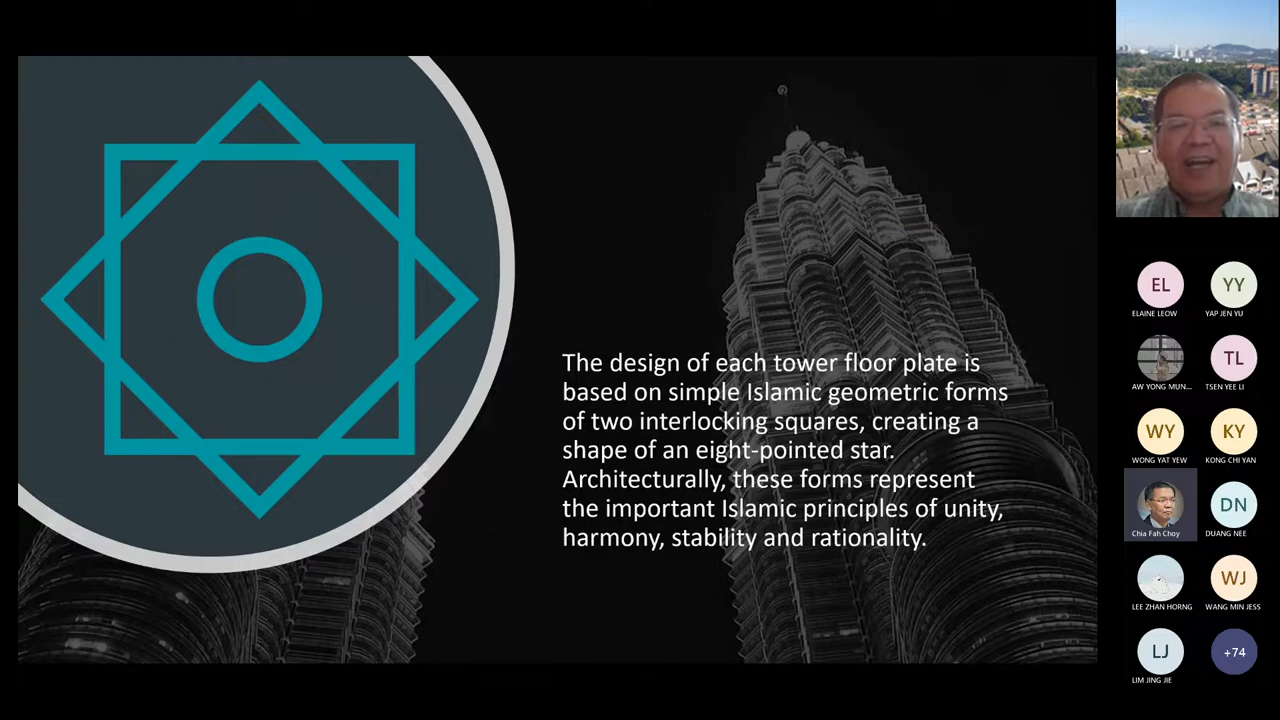 The design of each tower floor plate is
based on simple Islamic geometric forms
of two interlocking squares, creating a
shape of an eight-pointed star.
Architecturally, these forms represent
the important Islamic principles of unity,
harmony, stability and rationality.
EL
ELAINE LEOW
YY
YAP JEN YU
AW YONG MUN...
TL
TSEN YEE LI
WY
WONG YAT YEW
KY
KONG CHI YAN
Chia Fah Choy
DN
DUANG NEE
LEE ZHAN HORNG
WJ
WANG MIN JESS
LJ
LIM JING JIE
+74